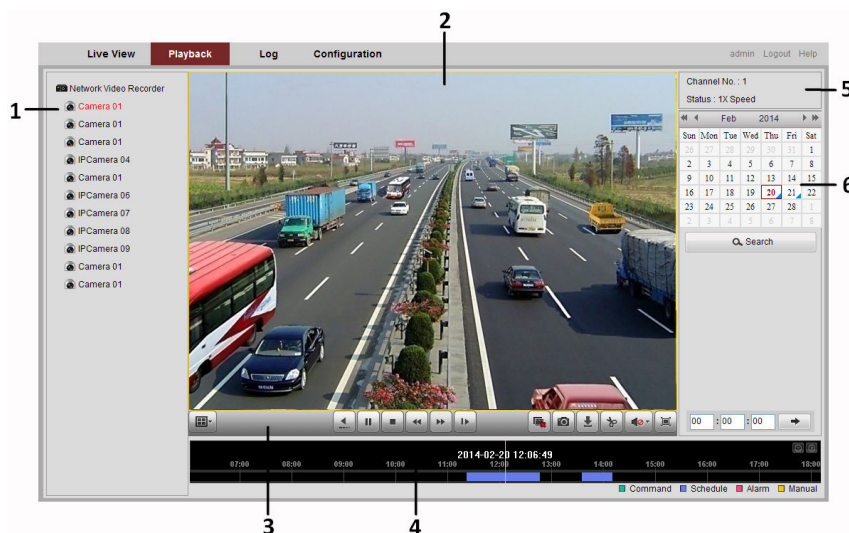 2
Live View Playback Log Configuration admin Logout Help
1
Network Video Recorder
Camera 01
Camera 01
Camera 01
IPCamera 04
Camera 01
IPCamera 06
IPCamera 07
IPCamera 08
IPCamera 09
Camera 01
Camera 01
Channel No. : 1
Status : 1X Speed
5
Feb 2014
Sun Mon Tue Wed Thu Fri Sat
26 27 28 29 30 31 1
2 3 4 5 6 7 8
9 10 11 12 13 14 15
16 17 18 19 20 21 22
23 24 25 26 27 28 1
2 3 4 5 6 7 8
6
Search
00 : 00 : 00
2014-02-20 12:06:49
07:00 08:00 09:00 10:00 11:00 12:00 13:00 14:00 15:00 16:00 17:00 18:00
Command Schedule Alarm Manual
3 4